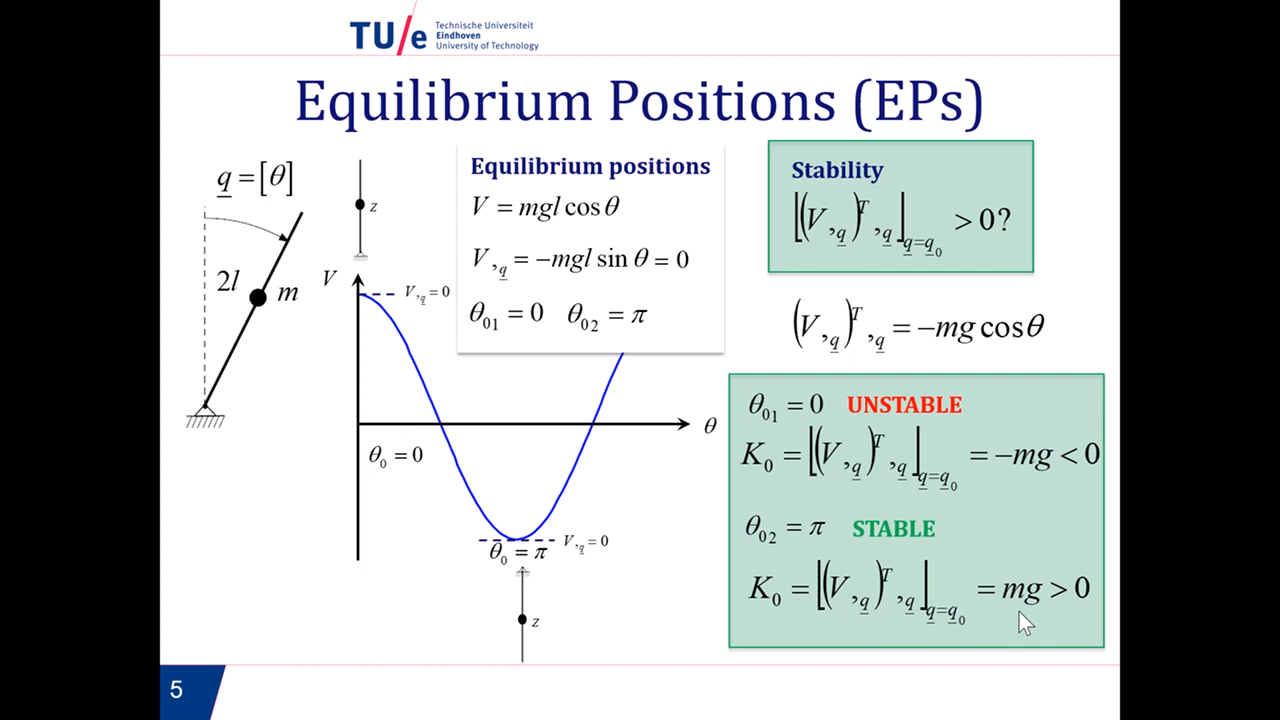 TU/e
Technische Universiteit
Eindhoven
University of Technology
Equilibrium Positions (EPs)
q = [θ]
2l
m
z
V
V,q = 0
θ
θ₀ = 0
θ₀ = π
V,q = 0
z
Equilibrium positions
V = mgl cos θ
V,q = −mgl sin θ = 0
θ₀₁ = 0 θ₀₂ = π
Stability
⌊(V,q)ᵀ,q⌋q=q₀ > 0?
(V,q)ᵀ,q = −mg cos θ
θ₀₁ = 0 UNSTABLE
K₀ = ⌊(V,q)ᵀ,q⌋q=q₀ = −mg < 0
θ₀₂ = π STABLE
K₀ = ⌊(V,q)ᵀ,q⌋q=q₀ = mg > 0
5